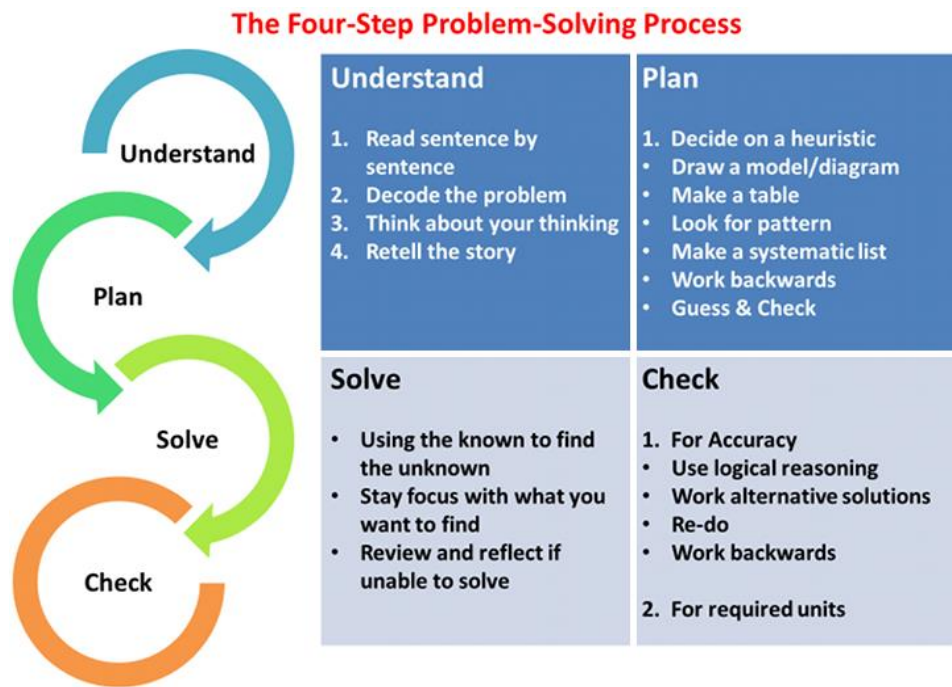 The Four-Step Problem-Solving Process
Understand
Plan
Solve
Check
Understand
1. Read sentence by
sentence
2. Decode the problem
3. Think about your thinking
4. Retell the story
Plan
1. Decide on a heuristic
• Draw a model/diagram
• Make a table
• Look for pattern
• Make a systematic list
• Work backwards
• Guess & Check
Solve
• Using the known to find
the unknown
• Stay focus with what you
want to find
• Review and reflect if
unable to solve
Check
1. For Accuracy
• Use logical reasoning
• Work alternative solutions
• Re-do
• Work backwards
2. For required units